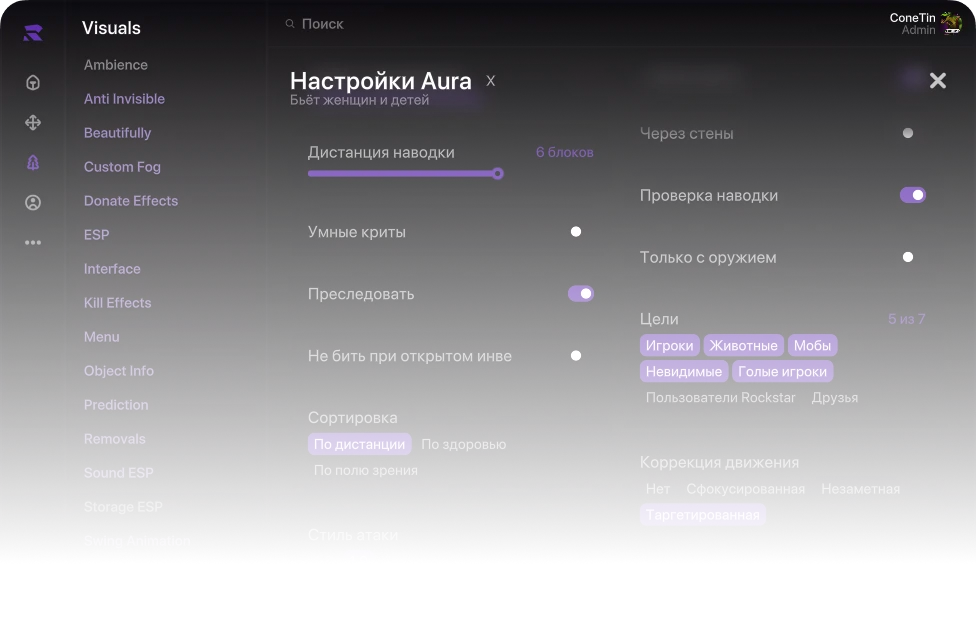 Visuals
Ambience
Anti Invisible
Beautifully
Custom Fog
Donate Effects
ESP
Interface
Kill Effects
Menu
Object Info
Prediction
Removals
Sound ESP
Storage ESP
Swing Animation
Поиск
ConeTin
Admin
Настройки Aura X
Бьёт женщин и детей
Дистанция наводки 6 блоков
Умные криты
Преследовать
Не бить при открытом инве
Сортировка
По дистанции По здоровью
По полю зрения
Стиль атаки
Через стены
Проверка наводки
Только с оружием
Цели 5 из 7
Игроки Животные Мобы
Невидимые Голые игроки
Пользователи Rockstar Друзья
Коррекция движения
Нет Сфокусированная Незаметная
Таргетированная